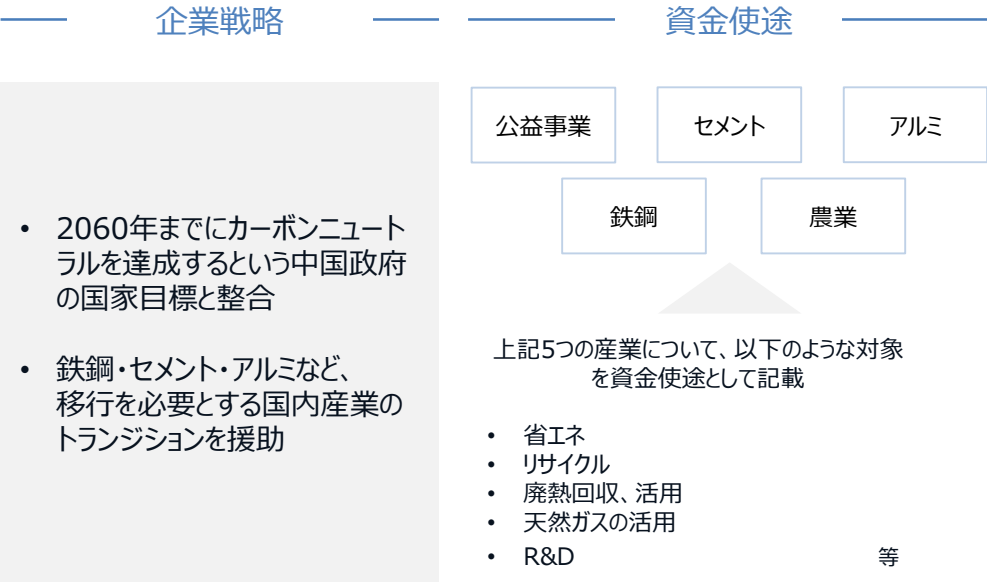 企業戦略
• 2060年までにカーボンニュート
ラルを達成するという中国政府
の国家目標と整合
• 鉄鋼・セメント・アルミなど、
移行を必要とする国内産業の
トランジションを援助
資金使途
公益事業
セメント
アルミ
鉄鋼
農業
上記5つの産業について、以下のような対象
を資金使途として記載
• 省エネ
• リサイクル
• 廃熱回収、活用
• 天然ガスの活用
• R&D 等